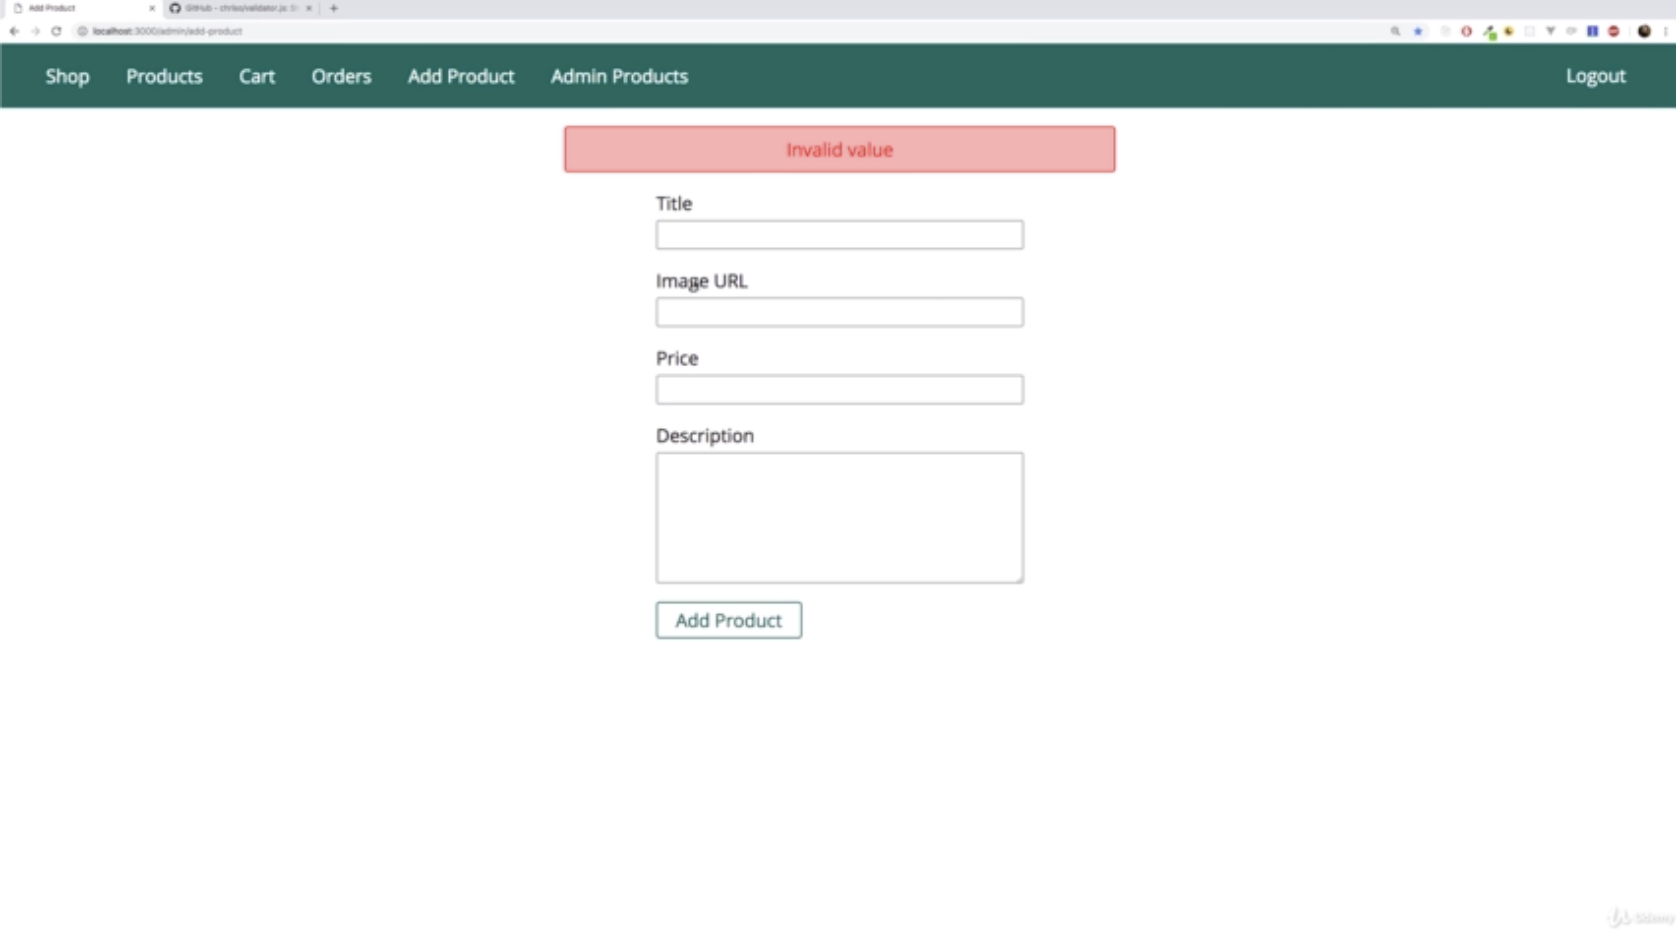 Add Product
GitHub - chriso/validator.js: St
localhost:3000/admin/add-product
Shop Products Cart Orders Add Product Admin Products Logout
Invalid value
Title
Image URL
Price
Description
Add Product
Udemy